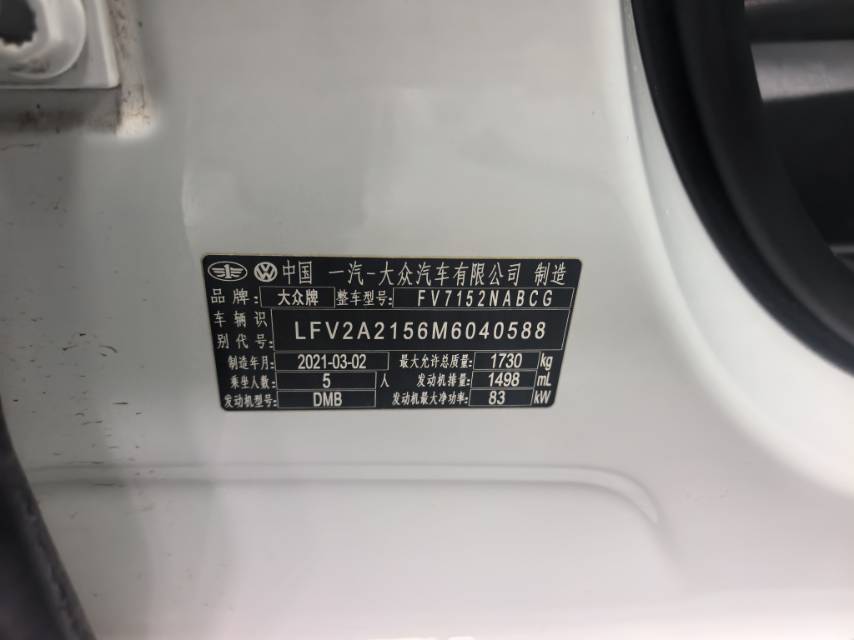 中国 一汽-大众汽车有限公司 制造
品牌: 大众牌 整车型号: FV7152NABCG
车辆识别代号: LFV2A2156M6040588
制造年月: 2021-03-02 最大允许总质量: 1730 kg
乘坐人数: 5 人 发动机排量: 1498 mL
发动机型号: DMB 发动机最大净功率: 83 kW